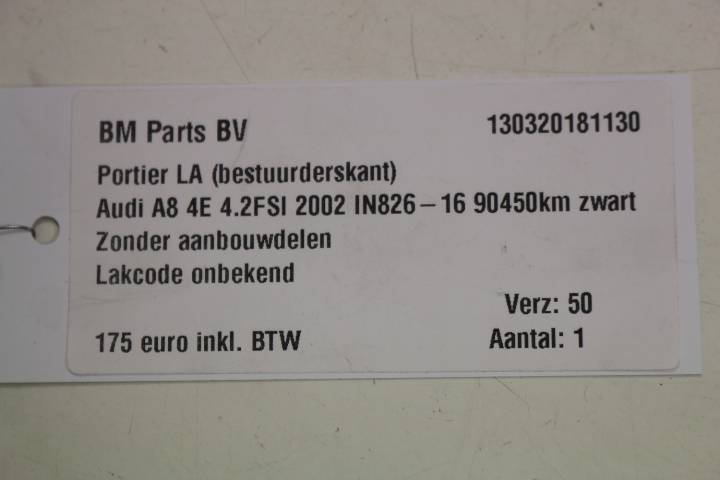 BM Parts BV 130320181130
Portier LA (bestuurderskant)
Audi A8 4E 4.2FSI 2002 IN826-16 90450km zwart
Zonder aanbouwdelen
Lakcode onbekend
Verz: 50
175 euro inkl. BTW Aantal: 1